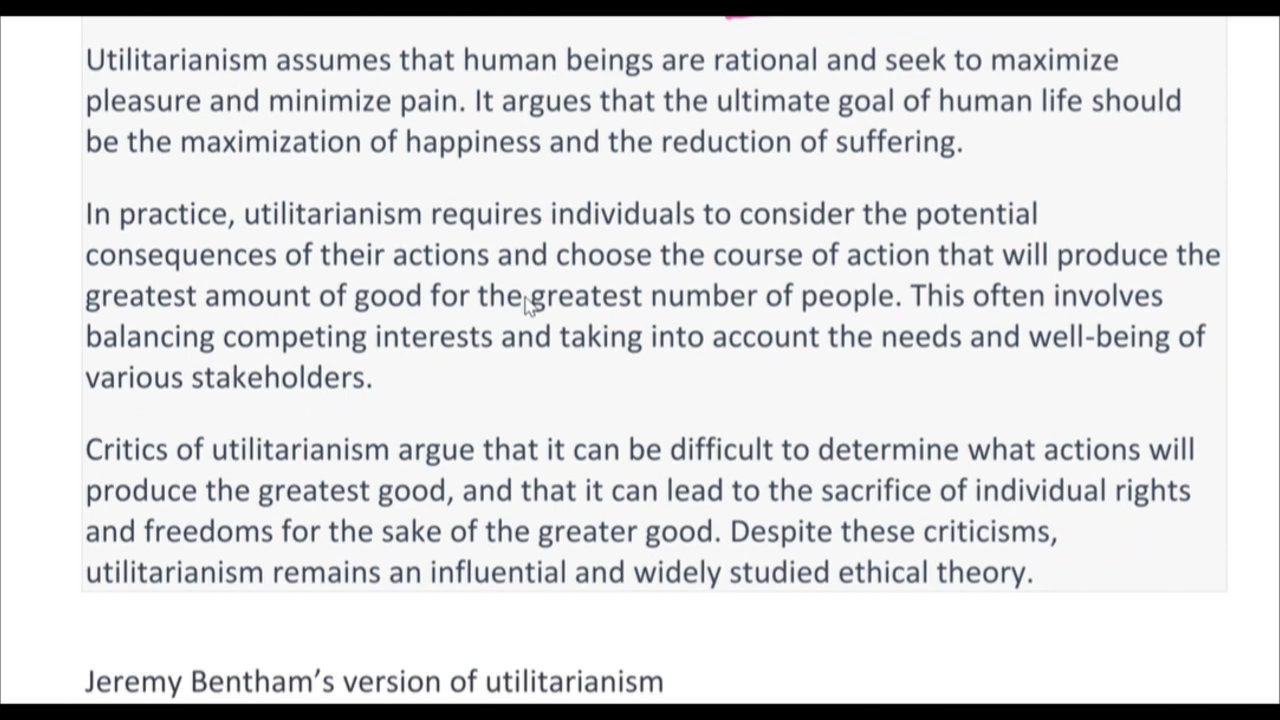 Utilitarianism assumes that human beings are rational and seek to maximize
pleasure and minimize pain. It argues that the ultimate goal of human life should
be the maximization of happiness and the reduction of suffering.
In practice, utilitarianism requires individuals to consider the potential
consequences of their actions and choose the course of action that will produce the
greatest amount of good for the greatest number of people. This often involves
balancing competing interests and taking into account the needs and well-being of
various stakeholders.
Critics of utilitarianism argue that it can be difficult to determine what actions will
produce the greatest good, and that it can lead to the sacrifice of individual rights
and freedoms for the sake of the greater good. Despite these criticisms,
utilitarianism remains an influential and widely studied ethical theory.
Jeremy Bentham’s version of utilitarianism